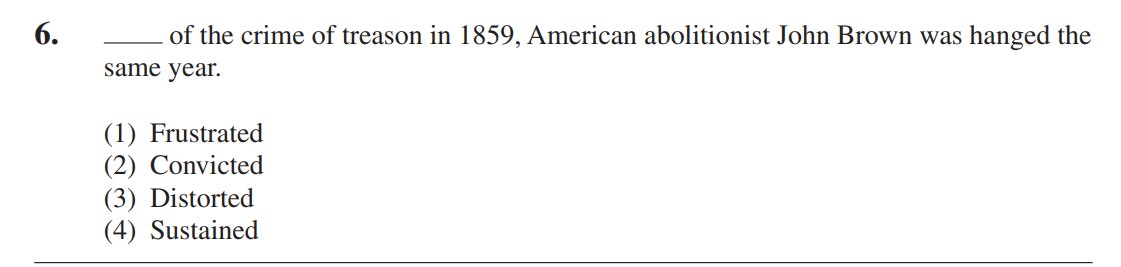 6. ____ of the crime of treason in 1859, American abolitionist John Brown was hanged the
same year.
(1) Frustrated
(2) Convicted
(3) Distorted
(4) Sustained